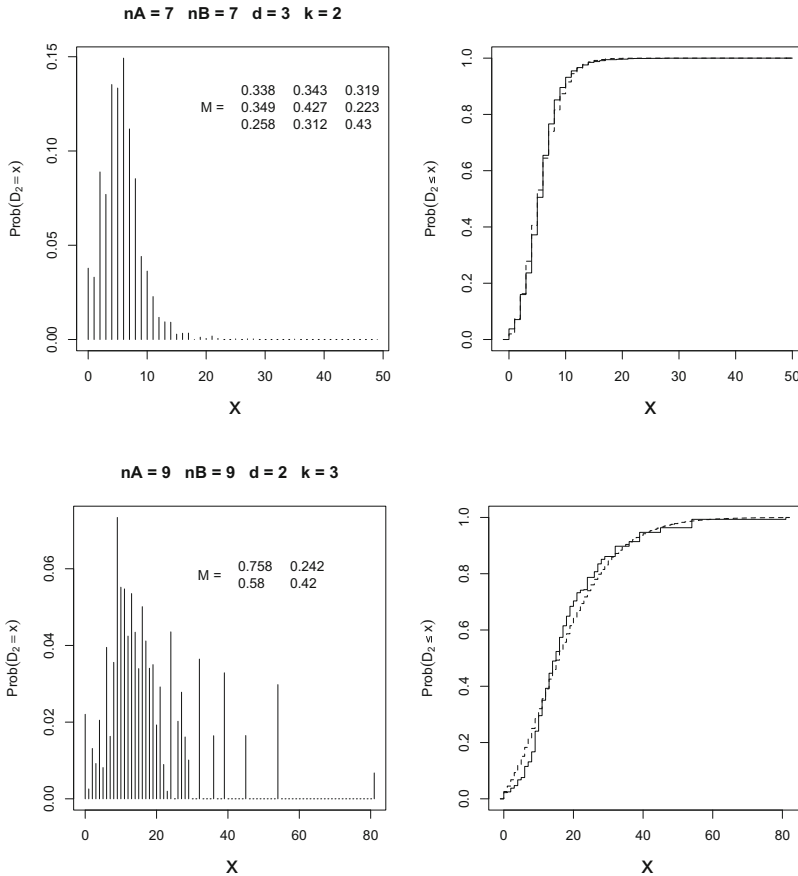 nA = 7 nB = 7 d = 3 k = 2
0.15
0.10
0.05
0.00
Prob(D₂ = x)
M =
0.338 0.343 0.319
0.349 0.427 0.223
0.258 0.312 0.43
0 10 20 30 40 50
X
1.0
0.8
0.6
0.4
0.2
0.0
Prob(D₂ ≤ x)
0 10 20 30 40 50
X
nA = 9 nB = 9 d = 2 k = 3
0.06
0.04
0.02
0.00
Prob(D₂ = x)
M =
0.758 0.242
0.58 0.42
0 20 40 60 80
X
1.0
0.8
0.6
0.4
0.2
0.0
Prob(D₂ ≤ x)
0 20 40 60 80
X